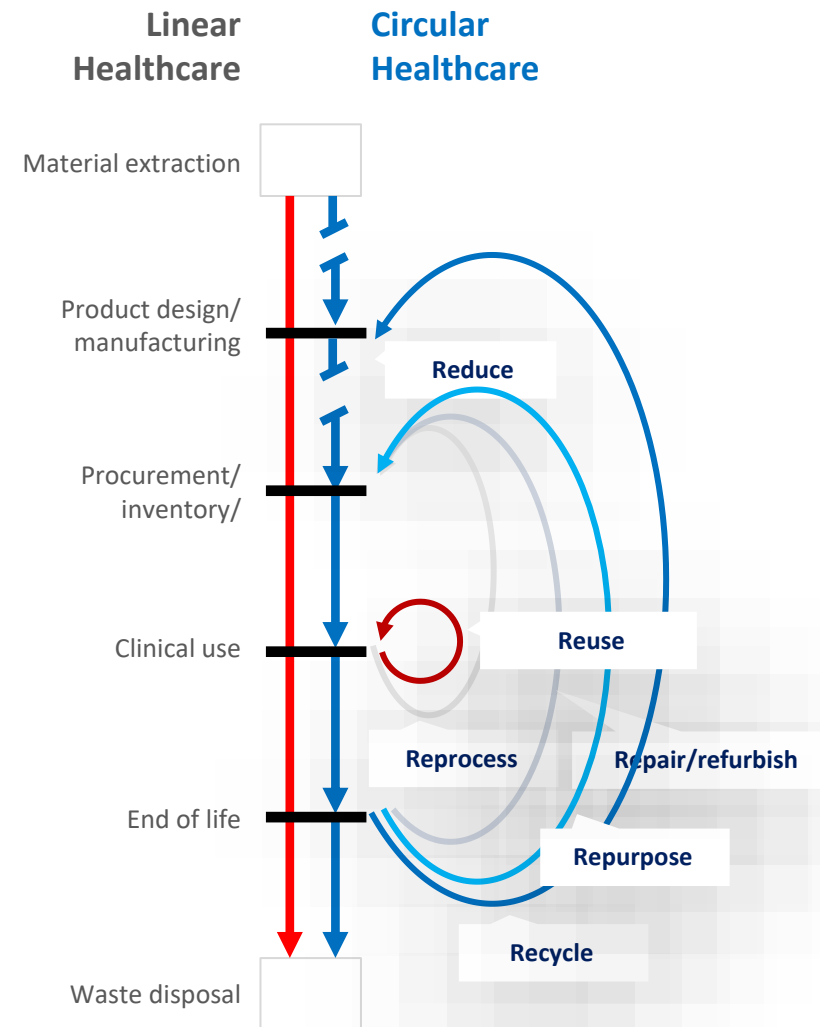 Linear
Healthcare
Circular
Healthcare
Material extraction
Product design/
manufacturing
Reduce
Procurement/
inventory/
Clinical use
Reuse
Reprocess
Repair/refurbish
End of life
Repurpose
Recycle
Waste disposal